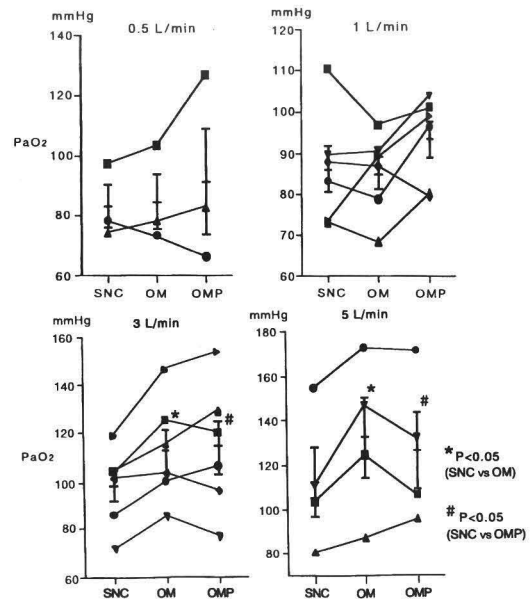 mmHg
0.5 L/min
140
120
100
80
60
PaO2
SNC OM OMP
mmHg
1 L/min
120
110
100
90
80
70
60
SNC OM OMP
mmHg
3 L/min
160
140
120
100
80
60
PaO2
*
#
SNC OM OMP
mmHg
5 L/min
180
160
140
120
100
80
*
#
SNC OM OMP
* P<0.05
(SNC vs OM)
# P<0.05
(SNC vs OMP)